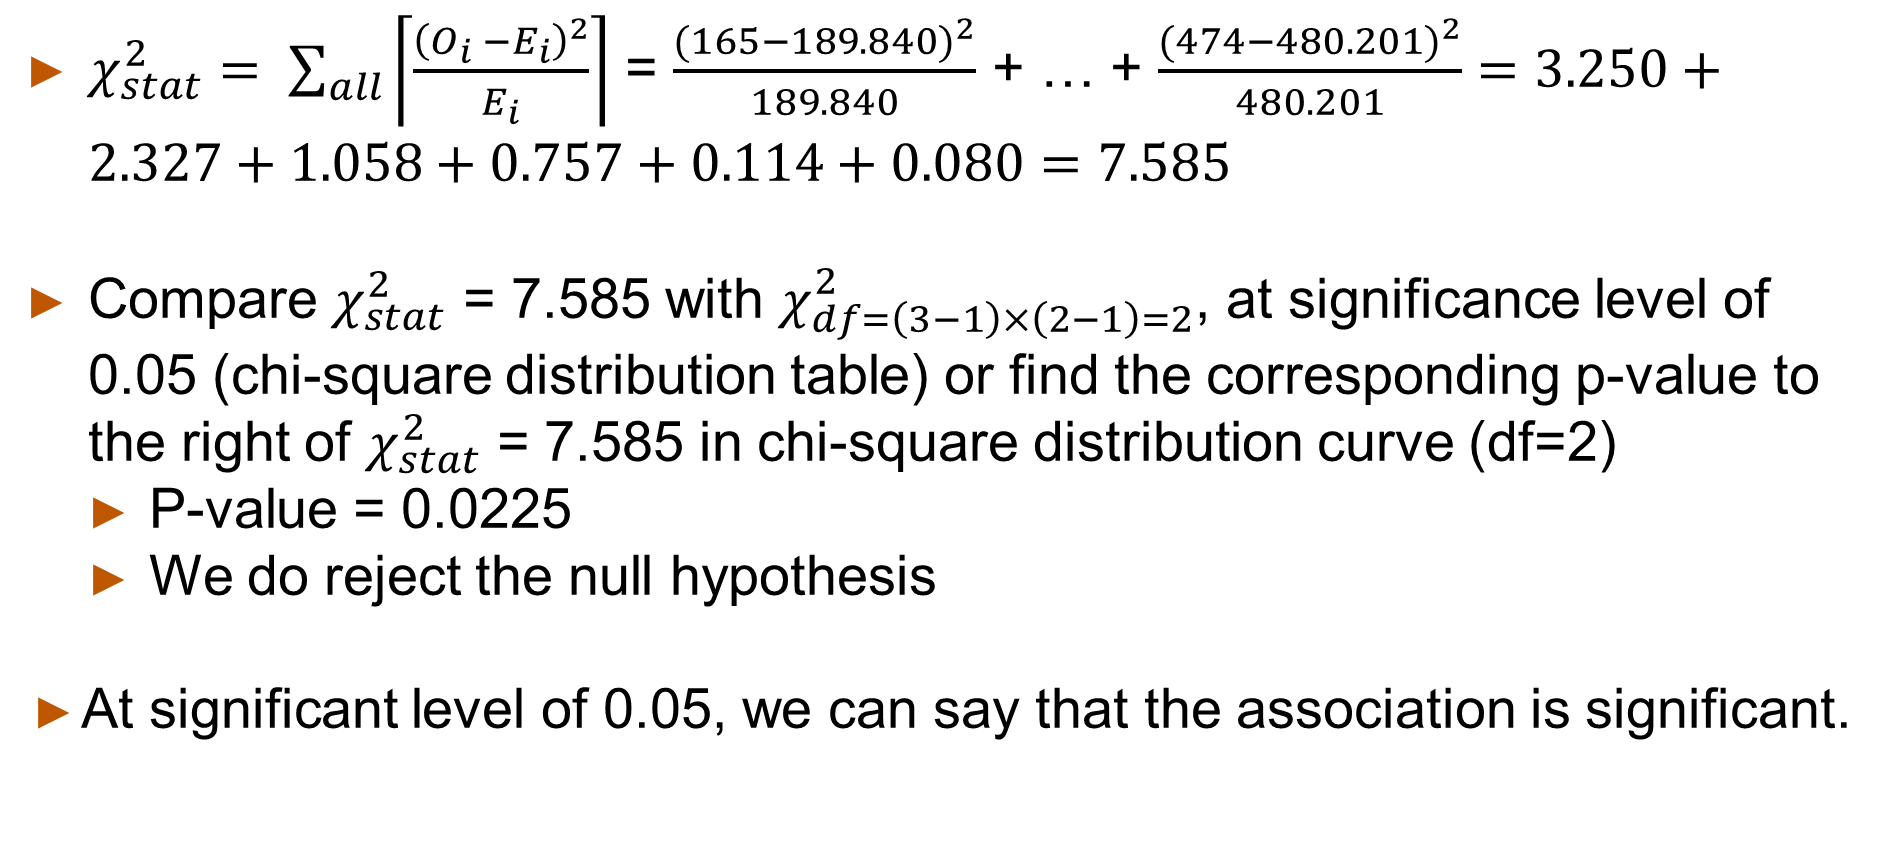 ► χ²stat = ∑all [(Oi −Ei)²/Ei] = (165−189.840)²/189.840 + … + (474−480.201)²/480.201 = 3.250 +
2.327 + 1.058 + 0.757 + 0.114 + 0.080 = 7.585
► Compare χ²stat = 7.585 with χ²df=(3−1)×(2−1)=2, at significance level of
0.05 (chi-square distribution table) or find the corresponding p-value to
the right of χ²stat = 7.585 in chi-square distribution curve (df=2)
► P-value = 0.0225
► We do reject the null hypothesis
► At significant level of 0.05, we can say that the association is significant.